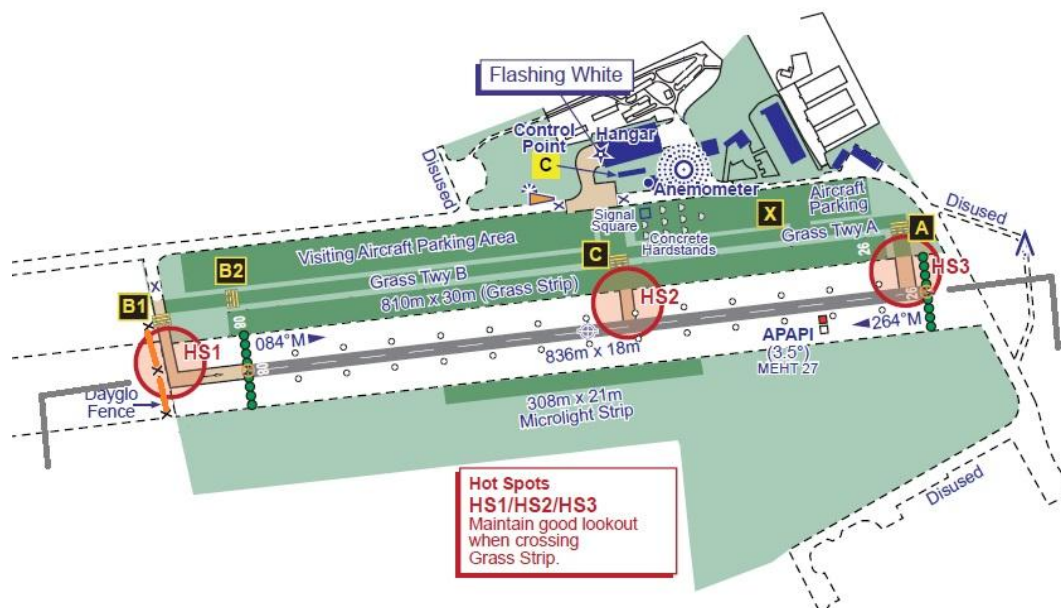 Flashing White
Control
Point
Hangar
C
Anemometer
Disused
Disused
Signal
Square
Concrete
Hardstands
Aircraft
Parking
X
A
Grass Twy A
Visiting Aircraft Parking Area
B2
Grass Twy B
C
810m x 30m (Grass Strip)
26
HS3
HS2
26
B1
HS1
08
084°M
08
836m x 18m
APAPI
(3.5°)
MEHT 27
264°M
Dayglo
Fence
308m x 21m
Microlight Strip
Disused
Hot Spots
HS1/HS2/HS3
Maintain good lookout
when crossing
Grass Strip.